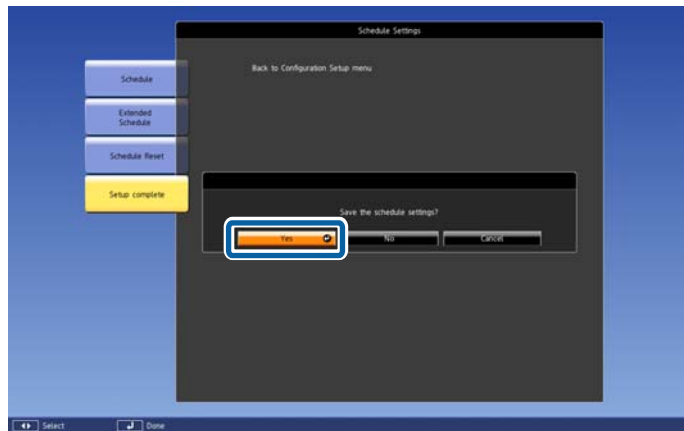 Schedule Settings
Back to Configuration Setup menu
Schedule
Extended
Schedule
Schedule Reset
Setup complete
Save the schedule settings?
Yes
No
Cancel
Select
Done